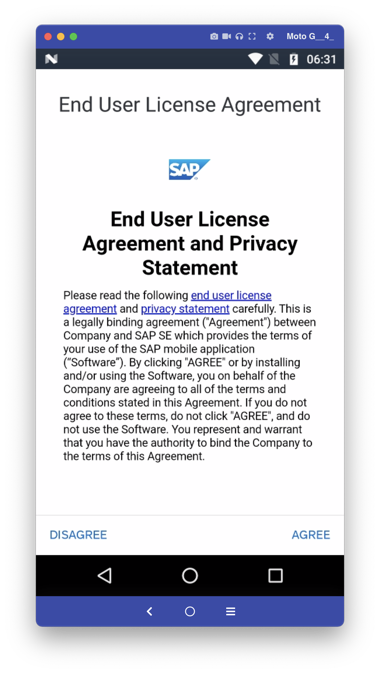 Moto G__4_
06:31
End User License Agreement
SAP
End User License
Agreement and Privacy
Statement
Please read the following end user license
agreement and privacy statement carefully. This is
a legally binding agreement ("Agreement") between
Company and SAP SE which provides the terms of
your use of the SAP mobile application
("Software"). By clicking "AGREE" or by installing
and/or using the Software, you on behalf of the
Company are agreeing to all of the terms and
conditions stated in this Agreement. If you do not
agree to these terms, do not click "AGREE", and do
not use the Software. You represent and warrant
that you have the authority to bind the Company to
the terms of this Agreement.
DISAGREE AGREE